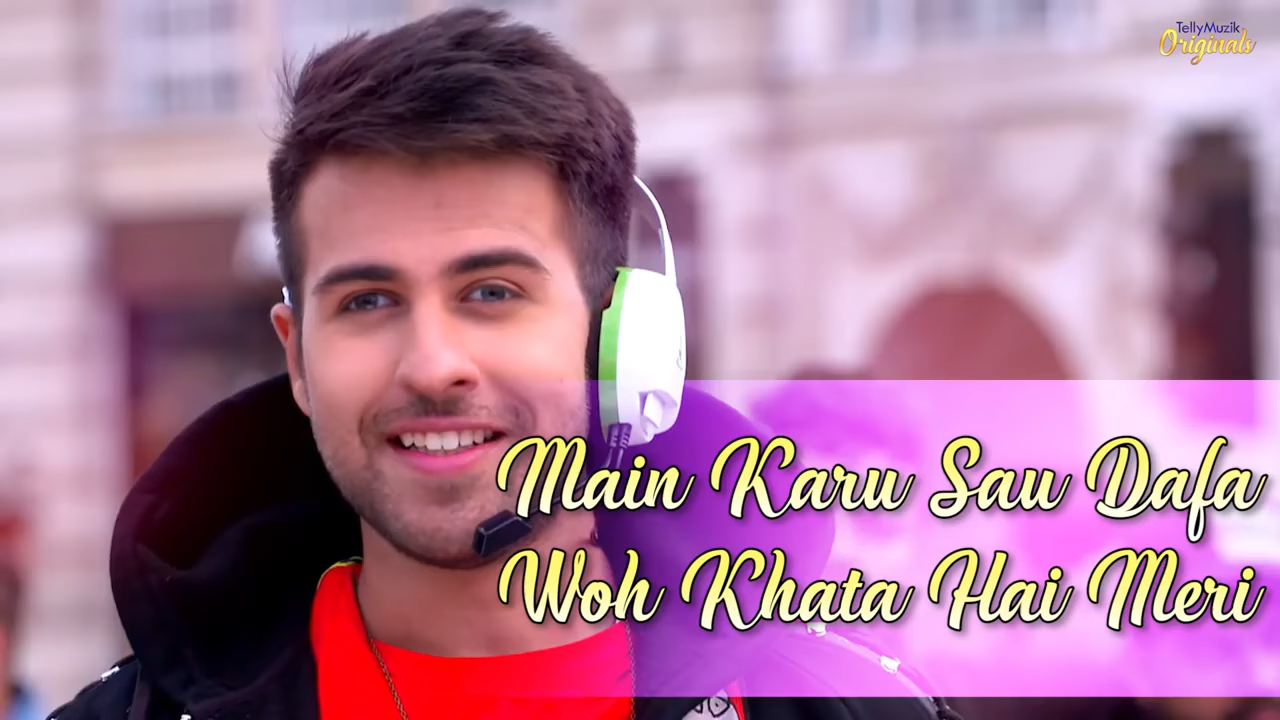 TellyMuzik
Originals
Main Karu Sau Dafa
Woh Khata Hai Meri